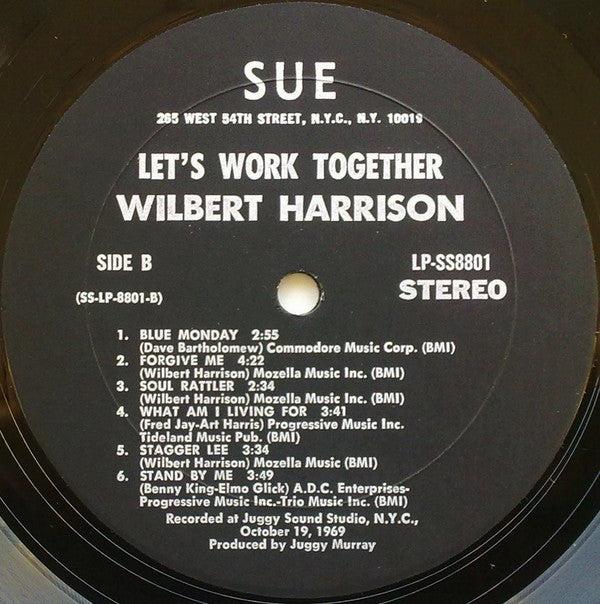 SUE
265 WEST 54TH STREET, N.Y.C., N.Y. 10019
LET'S WORK TOGETHER
WILBERT HARRISON
SIDE B
LP-SS8801
(SS-LP-8801-B)
STEREO
1. BLUE MONDAY 2:55
(Dave Bartholomew) Commodore Music Corp. (BMI)
2. FORGIVE ME 4:22
(Wilbert Harrison) Mozella Music Inc. (BMI)
3. SOUL RATTLER 2:34
(Wilbert Harrison) Mozella Music Inc. (BMI)
4. WHAT AM I LIVING FOR 3:41
(Fred Jay-Art Harris) Progressive Music Inc.
Tideland Music Pub. (BMI)
5. STAGGER LEE 3:34
(Wilbert Harrison) Mozella Music (BMI)
6. STAND BY ME 3:49
(Benny King-Elmo Glick) A.D.C. Enterprises-
Progressive Music Inc.-Trio Music Inc. (BMI)
Recorded at Juggy Sound Studio, N.Y.C.,
October 19, 1969
Produced by Juggy Murray